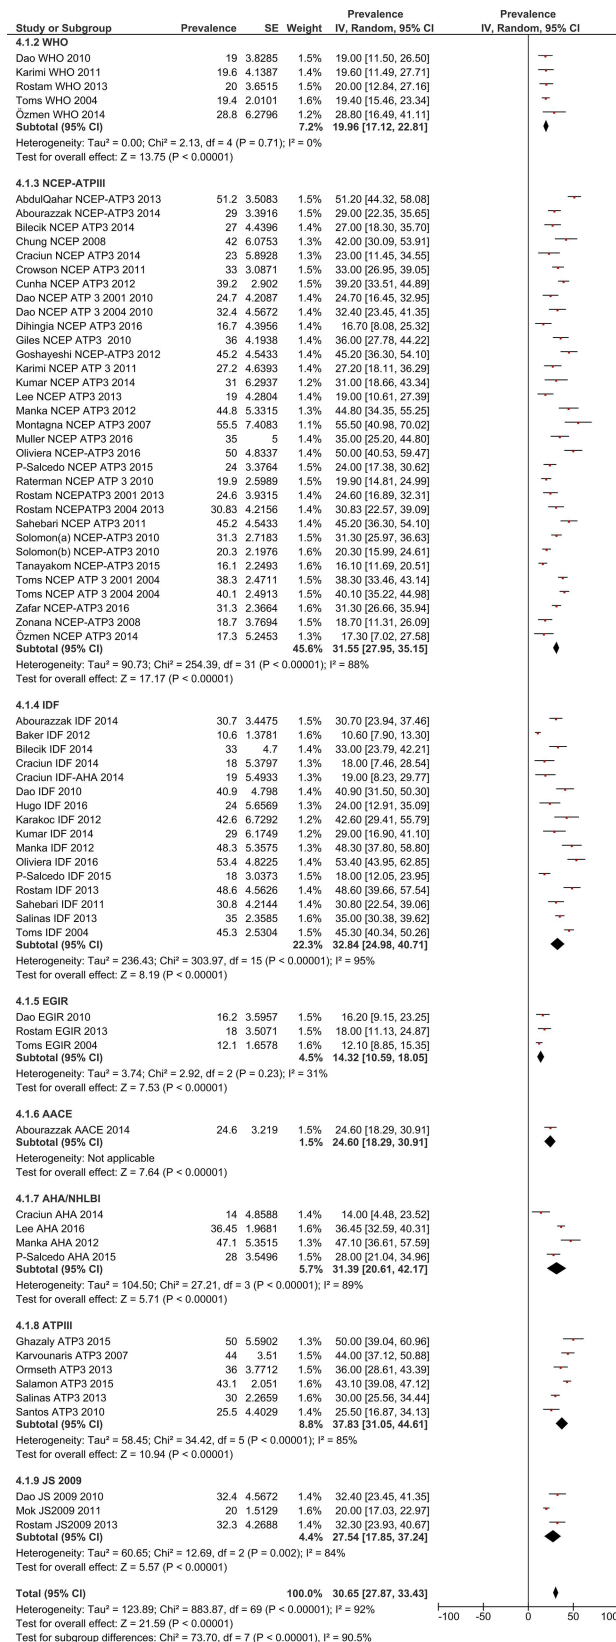 Prevalence Prevalence
Study or Subgroup Prevalence SE Weight IV, Random, 95% CI IV, Random, 95% CI
4.1.2 WHO
Dao WHO 2010 19 3.8285 1.5% 19.00 [11.50, 26.50]
Karimi WHO 2011 19.6 4.1387 1.5% 19.60 [11.49, 27.71]
Rostam WHO 2013 20 3.6515 1.5% 20.00 [12.84, 27.16]
Toms WHO 2004 19.4 2.0101 1.6% 19.40 [15.46, 23.34]
Özmen WHO 2014 28.8 6.2796 1.2% 28.80 [16.49, 41.11]
Subtotal (95% CI) 7.2% 19.96 [17.12, 22.81]
Heterogeneity: Tau² = 0.00; Chi² = 2.13, df = 4 (P = 0.71); I² = 0%
Test for overall effect: Z = 13.75 (P < 0.00001)
4.1.3 NCEP-ATPIII
AbdulQahar NCEP-ATP3 2013 51.2 3.5083 1.5% 51.20 [44.32, 58.08]
Abourazzak NCEP-ATP3 2014 29 3.3916 1.5% 29.00 [22.35, 35.65]
Bilecik NCEP ATP3 2014 27 4.4396 1.4% 27.00 [18.30, 35.70]
Chung NCEP 2008 42 6.0753 1.3% 42.00 [30.09, 53.91]
Craciun NCEP ATP3 2014 23 5.8928 1.3% 23.00 [11.45, 34.55]
Crowson NCEP ATP3 2011 33 3.0871 1.5% 33.00 [26.95, 39.05]
Cunha NCEP ATP3 2012 39.2 2.902 1.5% 39.20 [33.51, 44.89]
Dao NCEP ATP 3 2001 2010 24.7 4.2087 1.4% 24.70 [16.45, 32.95]
Dao NCEP ATP 3 2004 2010 32.4 4.5672 1.4% 32.40 [23.45, 41.35]
Dihingia NCEP ATP3 2016 16.7 4.3956 1.4% 16.70 [8.08, 25.32]
Giles NCEP ATP3 2010 36 4.1938 1.4% 36.00 [27.78, 44.22]
Goshayeshi NCEP-ATP3 2012 45.2 4.5433 1.4% 45.20 [36.30, 54.10]
Karimi NCEP ATP 3 2011 27.2 4.6393 1.4% 27.20 [18.11, 36.29]
Kumar NCEP ATP3 2014 31 6.2937 1.2% 31.00 [18.66, 43.34]
Lee NCEP ATP3 2013 19 4.2804 1.4% 19.00 [10.61, 27.39]
Manka NCEP ATP3 2012 44.8 5.3315 1.3% 44.80 [34.35, 55.25]
Montagna NCEP ATP3 2007 55.5 7.4083 1.1% 55.50 [40.98, 70.02]
Muller NCEP ATP3 2016 35 5 1.4% 35.00 [25.20, 44.80]
Oliviera NCEP-ATP3 2016 50 4.8337 1.4% 50.00 [40.53, 59.47]
P-Salcedo NCEP ATP3 2015 24 3.3764 1.5% 24.00 [17.38, 30.62]
Raterman NCEP ATP 3 2010 19.9 2.5989 1.5% 19.90 [14.81, 24.99]
Rostam NCEPATP3 2001 2013 24.6 3.9315 1.5% 24.60 [16.89, 32.31]
Rostam NCEPATP3 2004 2013 30.83 4.2156 1.4% 30.83 [22.57, 39.09]
Sahebari NCEP ATP3 2011 45.2 4.5433 1.4% 45.20 [36.30, 54.10]
Solomon(a) NCEP-ATP3 2010 31.3 2.7183 1.5% 31.30 [25.97, 36.63]
Solomon(b) NCEP-ATP3 2010 20.3 2.1976 1.6% 20.30 [15.99, 24.61]
Tanayakom NCEP-ATP3 2015 16.1 2.2493 1.6% 16.10 [11.69, 20.51]
Toms NCEP ATP 3 2001 2004 38.3 2.4711 1.5% 38.30 [33.46, 43.14]
Toms NCEP ATP 3 2004 2004 40.1 2.4913 1.5% 40.10 [35.22, 44.98]
Zafar NCEP-ATP3 2016 31.3 2.3664 1.6% 31.30 [26.66, 35.94]
Zonana NCEP-ATP3 2008 18.7 3.7694 1.5% 18.70 [11.31, 26.09]
Özmen NCEP ATP3 2014 17.3 5.2453 1.3% 17.30 [7.02, 27.58]
Subtotal (95% CI) 45.6% 31.55 [27.95, 35.15]
Heterogeneity: Tau² = 90.73; Chi² = 254.39, df = 31 (P < 0.00001); I² = 88%
Test for overall effect: Z = 17.17 (P < 0.00001)
4.1.4 IDF
Abourazzak IDF 2014 30.7 3.4475 1.5% 30.70 [23.94, 37.46]
Baker IDF 2012 10.6 1.3781 1.6% 10.60 [7.90, 13.30]
Bilecik IDF 2014 33 4.7 1.4% 33.00 [23.79, 42.21]
Craciun IDF 2014 18 5.3797 1.3% 18.00 [7.46, 28.54]
Craciun IDF-AHA 2014 19 5.4933 1.3% 19.00 [8.23, 29.77]
Dao IDF 2010 40.9 4.798 1.4% 40.90 [31.50, 50.30]
Hugo IDF 2016 24 5.6569 1.3% 24.00 [12.91, 35.09]
Karakoc IDF 2012 42.6 6.7292 1.2% 42.60 [29.41, 55.79]
Kumar IDF 2014 29 6.1749 1.2% 29.00 [16.90, 41.10]
Manka IDF 2012 48.3 5.3575 1.3% 48.30 [37.80, 58.80]
Oliviera IDF 2016 53.4 4.8225 1.4% 53.40 [43.95, 62.85]
P-Salcedo IDF 2015 18 3.0373 1.5% 18.00 [12.05, 23.95]
Rostam IDF 2013 48.6 4.5626 1.4% 48.60 [39.66, 57.54]
Sahebari IDF 2011 30.8 4.2144 1.4% 30.80 [22.54, 39.06]
Salinas IDF 2013 35 2.3585 1.6% 35.00 [30.38, 39.62]
Toms IDF 2004 45.3 2.5304 1.5% 45.30 [40.34, 50.26]
Subtotal (95% CI) 22.3% 32.84 [24.98, 40.71]
Heterogeneity: Tau² = 236.43; Chi² = 303.97, df = 15 (P < 0.00001); I² = 95%
Test for overall effect: Z = 8.19 (P < 0.00001)
4.1.5 EGIR
Dao EGIR 2010 16.2 3.5957 1.5% 16.20 [9.15, 23.25]
Rostam EGIR 2013 18 3.5071 1.5% 18.00 [11.13, 24.87]
Toms EGIR 2004 12.1 1.6578 1.6% 12.10 [8.85, 15.35]
Subtotal (95% CI) 4.5% 14.32 [10.59, 18.05]
Heterogeneity: Tau² = 3.74; Chi² = 2.92, df = 2 (P = 0.23); I² = 31%
Test for overall effect: Z = 7.53 (P < 0.00001)
4.1.6 AACE
Abourazzak AACE 2014 24.6 3.219 1.5% 24.60 [18.29, 30.91]
Subtotal (95% CI) 1.5% 24.60 [18.29, 30.91]
Heterogeneity: Not applicable
Test for overall effect: Z = 7.64 (P < 0.00001)
4.1.7 AHA/NHLBI
Craciun AHA 2014 14 4.8588 1.4% 14.00 [4.48, 23.52]
Lee AHA 2016 36.45 1.9681 1.6% 36.45 [32.59, 40.31]
Manka AHA 2012 47.1 5.3515 1.3% 47.10 [36.61, 57.59]
P-Salcedo AHA 2015 28 3.5496 1.5% 28.00 [21.04, 34.96]
Subtotal (95% CI) 5.7% 31.39 [20.61, 42.17]
Heterogeneity: Tau² = 104.50; Chi² = 27.21, df = 3 (P < 0.00001); I² = 89%
Test for overall effect: Z = 5.71 (P < 0.00001)
4.1.8 ATPIII
Ghazaly ATP3 2015 50 5.5902 1.3% 50.00 [39.04, 60.96]
Karvounaris ATP3 2007 44 3.51 1.5% 44.00 [37.12, 50.88]
Ormseth ATP3 2013 36 3.7712 1.5% 36.00 [28.61, 43.39]
Salamon ATP3 2015 43.1 2.051 1.6% 43.10 [39.08, 47.12]
Salinas ATP3 2013 30 2.2659 1.6% 30.00 [25.56, 34.44]
Santos ATP3 2010 25.5 4.4029 1.4% 25.50 [16.87, 34.13]
Subtotal (95% CI) 8.8% 37.83 [31.05, 44.61]
Heterogeneity: Tau² = 58.45; Chi² = 34.42, df = 5 (P < 0.00001); I² = 85%
Test for overall effect: Z = 10.94 (P < 0.00001)
4.1.9 JS 2009
Dao JS2009 2010 32.4 4.5672 1.4% 32.40 [23.45, 41.35]
Mok JS2009 2011 20 1.5129 1.6% 20.00 [17.03, 22.97]
Rostam JS2009 2013 32.3 4.2688 1.4% 32.30 [23.93, 40.67]
Subtotal (95% CI) 4.4% 27.54 [17.85, 37.24]
Heterogeneity: Tau² = 60.65; Chi² = 12.69, df = 2 (P = 0.002); I² = 84%
Test for overall effect: Z = 5.57 (P < 0.00001)
Total (95% CI) 100.0% 30.65 [27.87, 33.43]
Heterogeneity: Tau² = 123.89; Chi² = 883.87, df = 69 (P < 0.00001); I² = 92%
Test for overall effect: Z = 21.59 (P < 0.00001)
Test for subgroup differences: Chi² = 73.70, df = 7 (P < 0.00001), I² = 90.5%
-100 -50 0 50 100